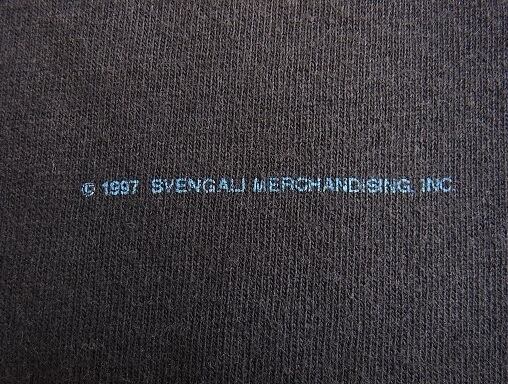 © 1997 SVENGALI MERCHANDISING, INC.